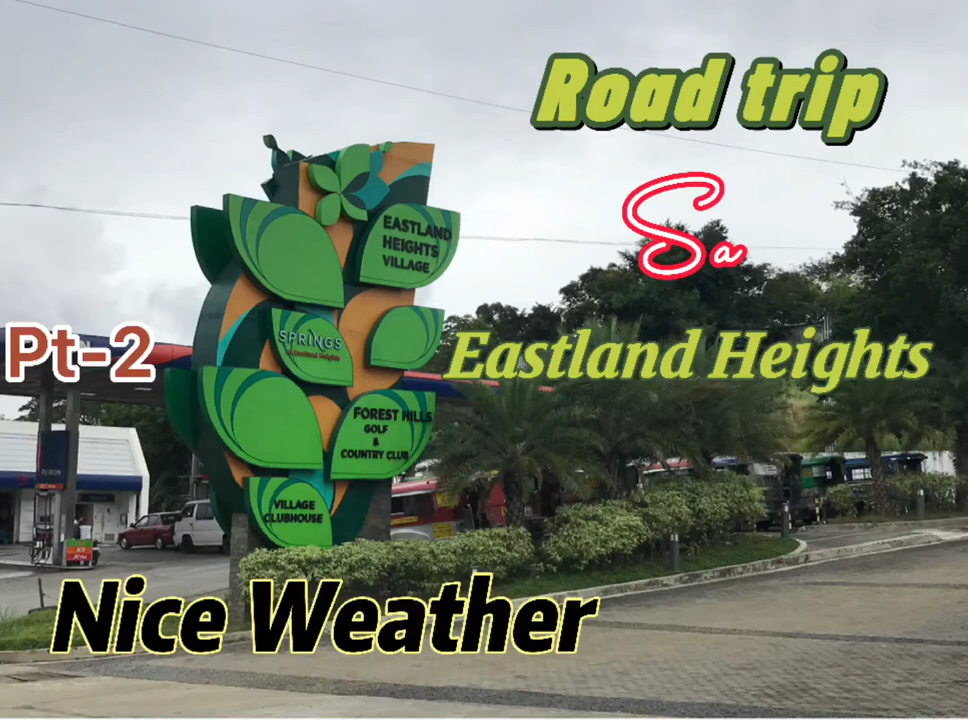 Road trip
Sa
Eastland Heights
Pt-2
Nice Weather
EASTLAND
HEIGHTS
VILLAGE
SPRINGS
FOREST HILLS
GOLF
&
COUNTRY CLUB
VILLAGE
CLUBHOUSE